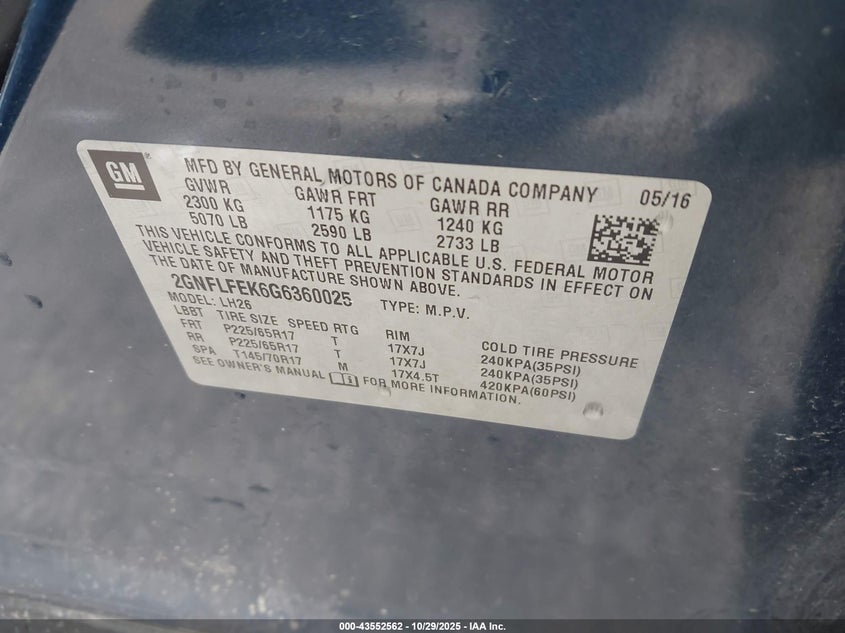 GM
MFD BY GENERAL MOTORS OF CANADA COMPANY 05/16
GVWR GAWR FRT GAWR RR
2300 KG 1175 KG 1240 KG
5070 LB 2590 LB 2733 LB
THIS VEHICLE CONFORMS TO ALL APPLICABLE U.S. FEDERAL MOTOR
VEHICLE SAFETY AND THEFT PREVENTION STANDARDS IN EFFECT ON
THE DATE OF MANUFACTURE SHOWN ABOVE.
2GNFLFEK6G6360025 TYPE: M.P.V.
MODEL: LH26
LBBT TIRE SIZE SPEED RTG RIM COLD TIRE PRESSURE
FRT P225/65R17 T 17X7J 240KPA(35PSI)
RR P225/65R17 T 17X7J 240KPA(35PSI)
SPA T145/70R17 M 17X4.5T 420KPA(60PSI)
SEE OWNER'S MANUAL FOR MORE INFORMATION.
000-43552562 - 10/29/2025 - IAA Inc.